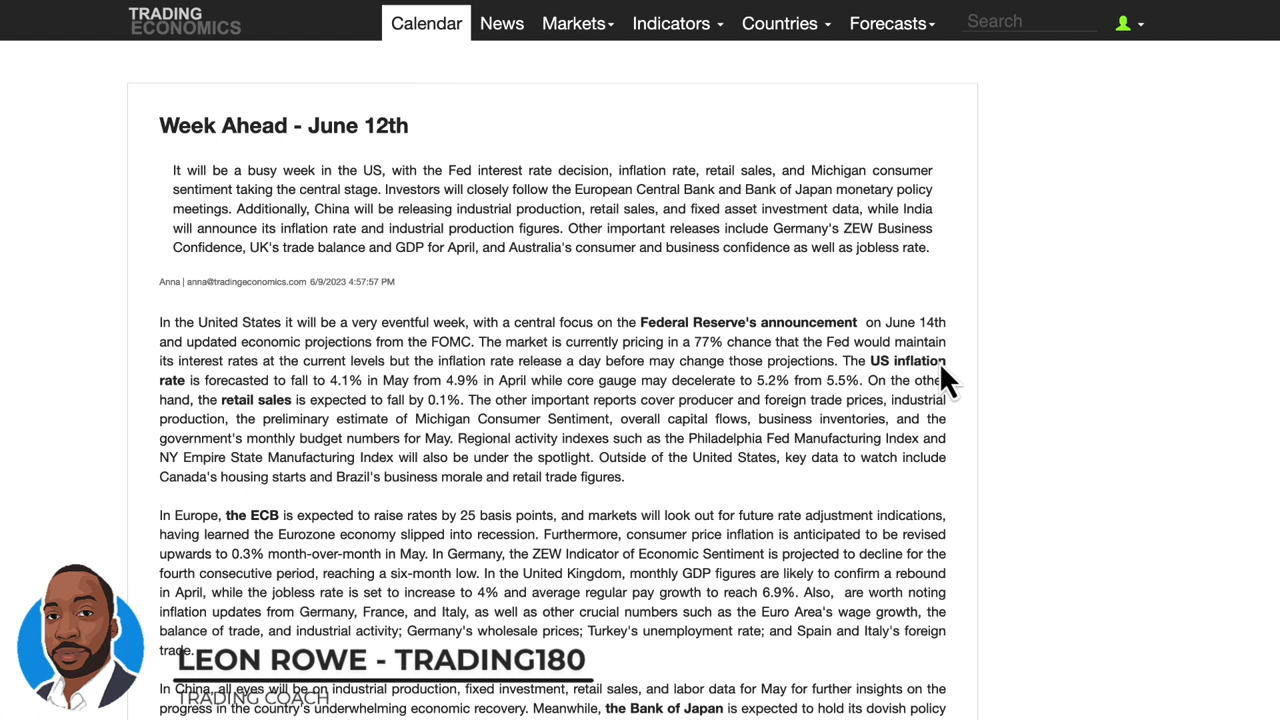 TRADING
ECONOMICS
Calendar News Markets Indicators Countries Forecasts Search
Week Ahead - June 12th
It will be a busy week in the US, with the Fed interest rate decision, inflation rate, retail sales, and Michigan consumer
sentiment taking the central stage. Investors will closely follow the European Central Bank and Bank of Japan monetary policy
meetings. Additionally, China will be releasing industrial production, retail sales, and fixed asset investment data, while India
will announce its inflation rate and industrial production figures. Other important releases include Germany's ZEW Business
Confidence, UK's trade balance and GDP for April, and Australia's consumer and business confidence as well as jobless rate.
Anna | anna@tradingeconomics.com 6/9/2023 4:57:57 PM
In the United States it will be a very eventful week, with a central focus on the Federal Reserve's announcement on June 14th
and updated economic projections from the FOMC. The market is currently pricing in a 77% chance that the Fed would maintain
its interest rates at the current levels but the inflation rate release a day before may change those projections. The US inflation
rate is forecasted to fall to 4.1% in May from 4.9% in April while core gauge may decelerate to 5.2% from 5.5%. On the other
hand, the retail sales is expected to fall by 0.1%. The other important reports cover producer and foreign trade prices, industrial
production, the preliminary estimate of Michigan Consumer Sentiment, overall capital flows, business inventories, and the
government's monthly budget numbers for May. Regional activity indexes such as the Philadelphia Fed Manufacturing Index and
NY Empire State Manufacturing Index will also be under the spotlight. Outside of the United States, key data to watch include
Canada's housing starts and Brazil's business morale and retail trade figures.
In Europe, the ECB is expected to raise rates by 25 basis points, and markets will look out for future rate adjustment indications,
having learned the Eurozone economy slipped into recession. Furthermore, consumer price inflation is anticipated to be revised
upwards to 0.3% month-over-month in May. In Germany, the ZEW Indicator of Economic Sentiment is projected to decline for the
fourth consecutive period, reaching a six-month low. In the United Kingdom, monthly GDP figures are likely to confirm a rebound
in April, while the jobless rate is set to increase to 4% and average regular pay growth to reach 6.9%. Also, are worth noting
inflation updates from Germany, France, and Italy, as well as other crucial numbers such as the Euro Area's wage growth, the
balance of trade, and industrial activity; Germany's wholesale prices; Turkey's unemployment rate; and Spain and Italy's foreign
trade.
LEON ROWE - TRADING180
TRADING COACH
In China, all eyes will be on industrial production, fixed investment, retail sales, and labor data for May for further insights on the
progress in the country's underwhelming economic recovery. Meanwhile, the Bank of Japan is expected to hold its dovish policy